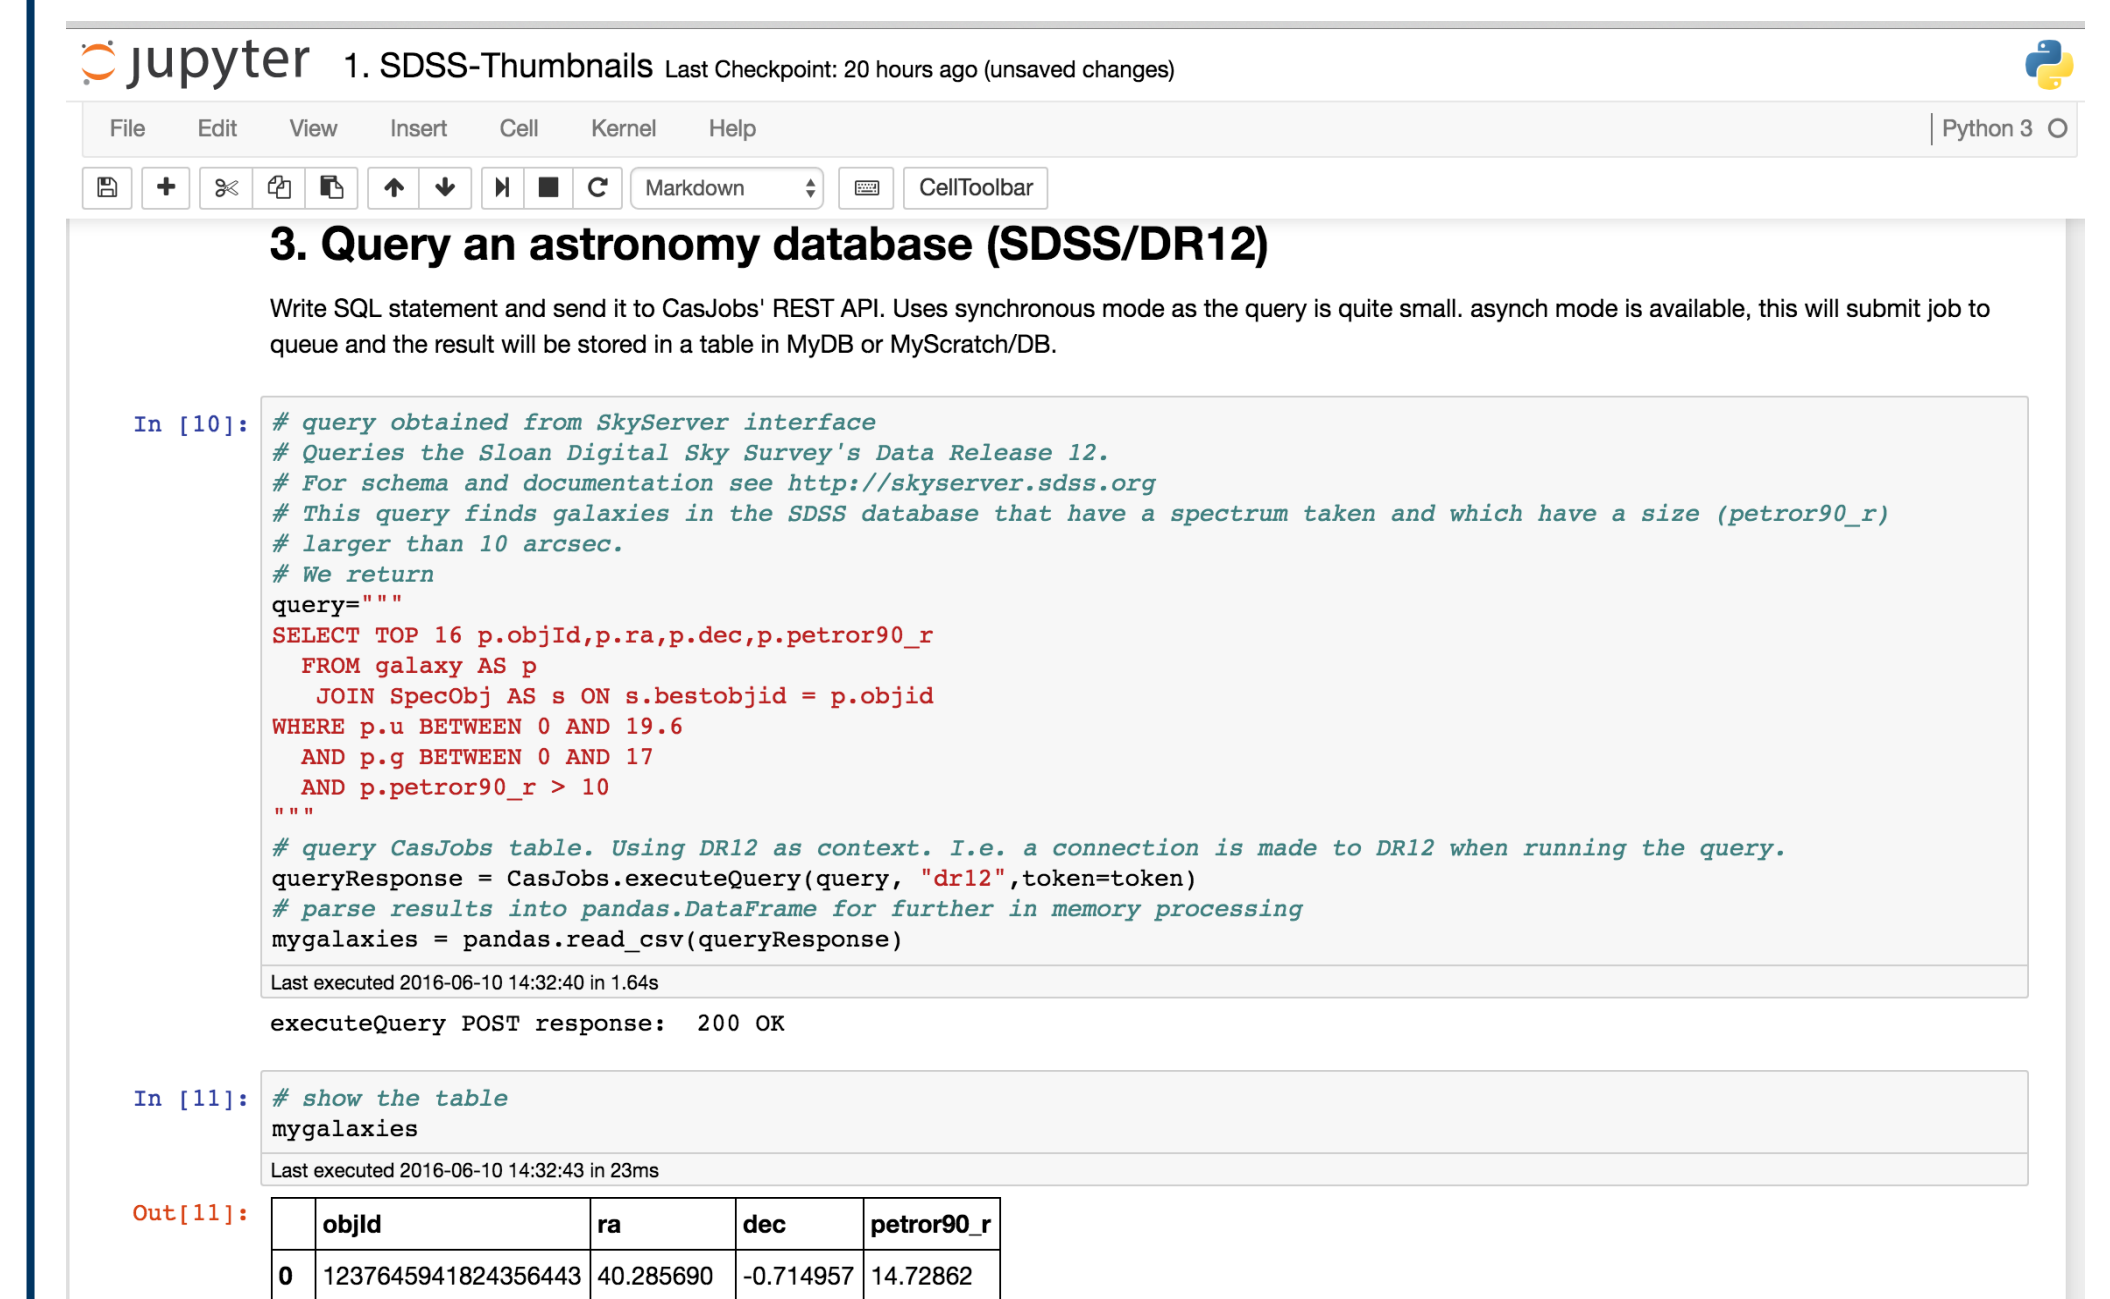 jupyter 1. SDSS-Thumbnails Last Checkpoint: 20 hours ago (unsaved changes)
File Edit View Insert Cell Kernel Help Python 3
Markdown CellToolbar
3. Query an astronomy database (SDSS/DR12)
Write SQL statement and send it to CasJobs' REST API. Uses synchronous mode as the query is quite small. asynch mode is available, this will submit job to
queue and the result will be stored in a table in MyDB or MyScratch/DB.
In [10]: # query obtained from SkyServer interface
# Queries the Sloan Digital Sky Survey's Data Release 12.
# For schema and documentation see http://skyserver.sdss.org
# This query finds galaxies in the SDSS database that have a spectrum taken and which have a size (petror90_r)
# larger than 10 arcsec.
# We return
query="""
SELECT TOP 16 p.objId,p.ra,p.dec,p.petror90_r
  FROM galaxy AS p
   JOIN SpecObj AS s ON s.bestobjid = p.objid
WHERE p.u BETWEEN 0 AND 19.6
  AND p.g BETWEEN 0 AND 17
  AND p.petror90_r > 10
"""
# query CasJobs table. Using DR12 as context. I.e. a connection is made to DR12 when running the query.
queryResponse = CasJobs.executeQuery(query, "dr12",token=token)
# parse results into pandas.DataFrame for further in memory processing
mygalaxies = pandas.read_csv(queryResponse)
Last executed 2016-06-10 14:32:40 in 1.64s
executeQuery POST response:  200 OK
In [11]: # show the table
mygalaxies
Last executed 2016-06-10 14:32:43 in 23ms
Out[11]: objId ra dec petror90_r
0 1237645941824356443 40.285690 -0.714957 14.72862